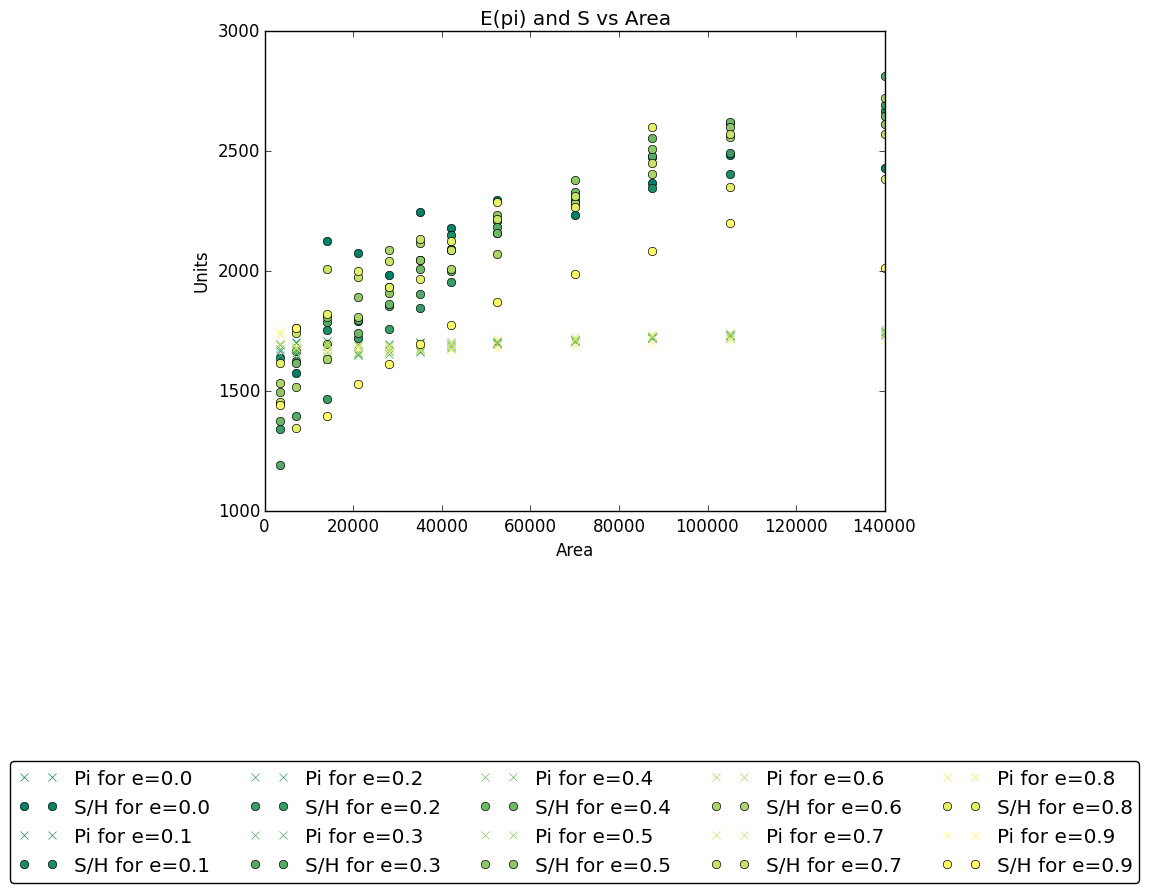 E(pi) and S vs Area
3000
2500
2000
1500
1000
Units
0 20000 40000 60000 80000 100000 120000 140000
Area
Pi for e=0.0 Pi for e=0.2 Pi for e=0.4 Pi for e=0.6 Pi for e=0.8
S/H for e=0.0 S/H for e=0.2 S/H for e=0.4 S/H for e=0.6 S/H for e=0.8
Pi for e=0.1 Pi for e=0.3 Pi for e=0.5 Pi for e=0.7 Pi for e=0.9
S/H for e=0.1 S/H for e=0.3 S/H for e=0.5 S/H for e=0.7 S/H for e=0.9